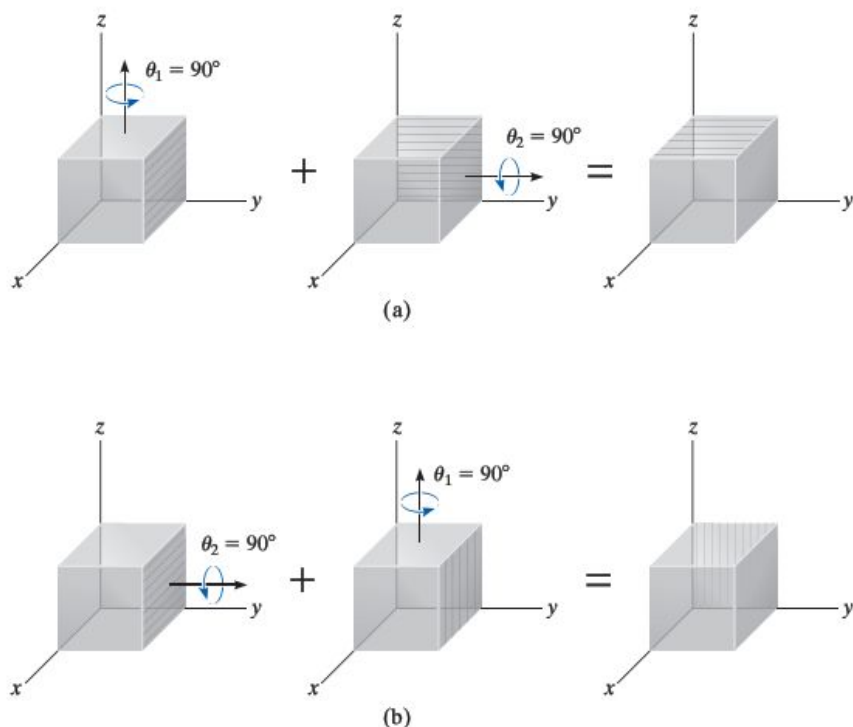 z z z
θ₁ = 90°
+ θ₂ = 90° =
y y y
x x x
(a)
z z z
θ₁ = 90°
θ₂ = 90° + =
y y y
x x x
(b)